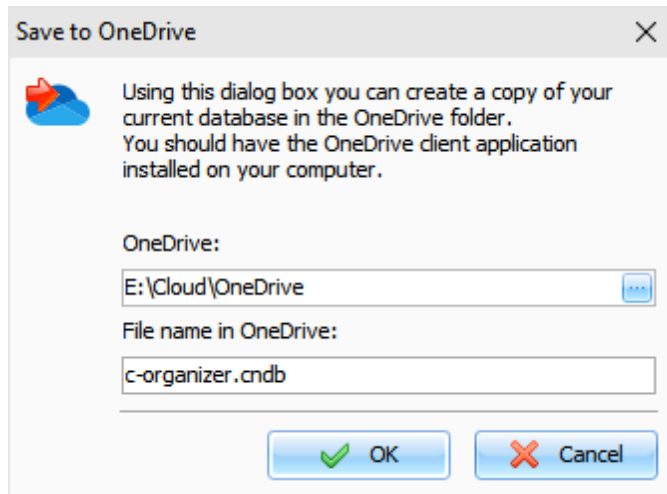 Save to OneDrive
Using this dialog box you can create a copy of your
current database in the OneDrive folder.
You should have the OneDrive client application
installed on your computer.
OneDrive:
E:\Cloud\OneDrive
...
File name in OneDrive:
c-organizer.cndb
OK
Cancel